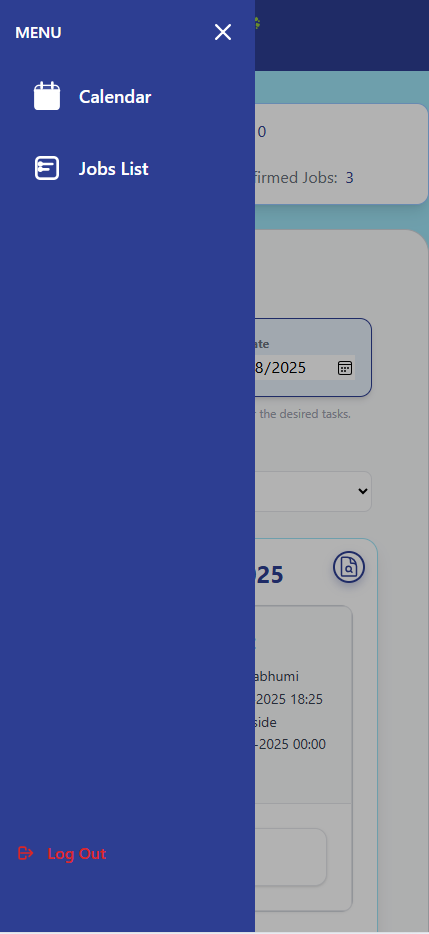 MENU
Calendar
Jobs List
Log Out
0
firmed Jobs: 3
ate
8/2025
the desired tasks.
025
abhumi
2025 18:25
side
-2025 00:00